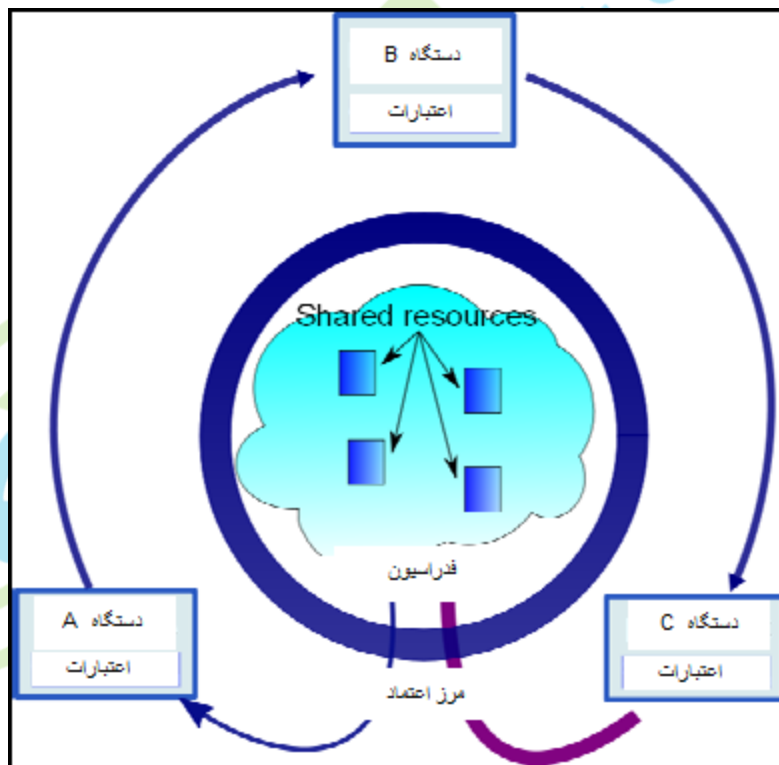 دستگاه B
اعتبارات
Shared resources
فدراسیون
دستگاه A
اعتبارات
دستگاه C
اعتبارات
مرز اعتماد